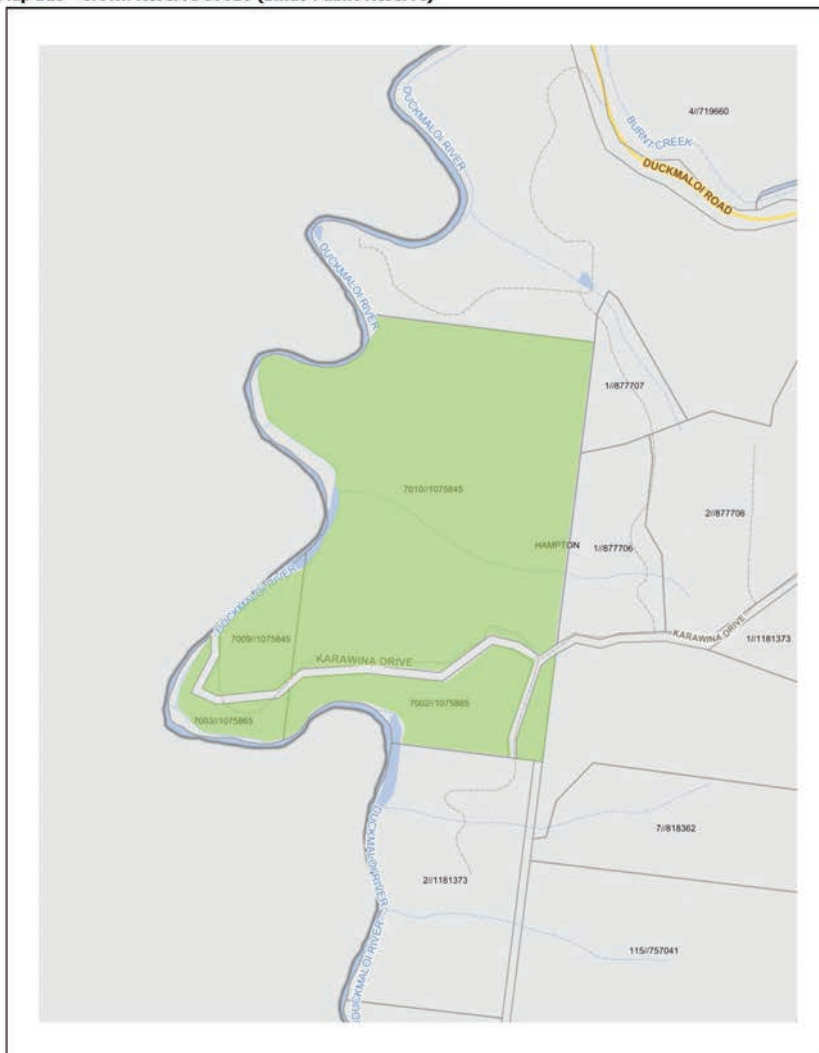 DUCKMALOI RIVER
4//719660
BURNT CREEK
DUCKMALOI ROAD
DUCKMALOI RIVER
1//877707
7010//1075845
2//877706
HAMPTON
1//877706
DUCKMALOI RIVER
7009//1075845
KARAWINA DRIVE
KARAWINA DRIVE
1//1181373
7002//1075865
7003//1075865
DUCKMALOI RIVER
7//818362
2//1181373
DUCKMALOI RIVER
115//757041